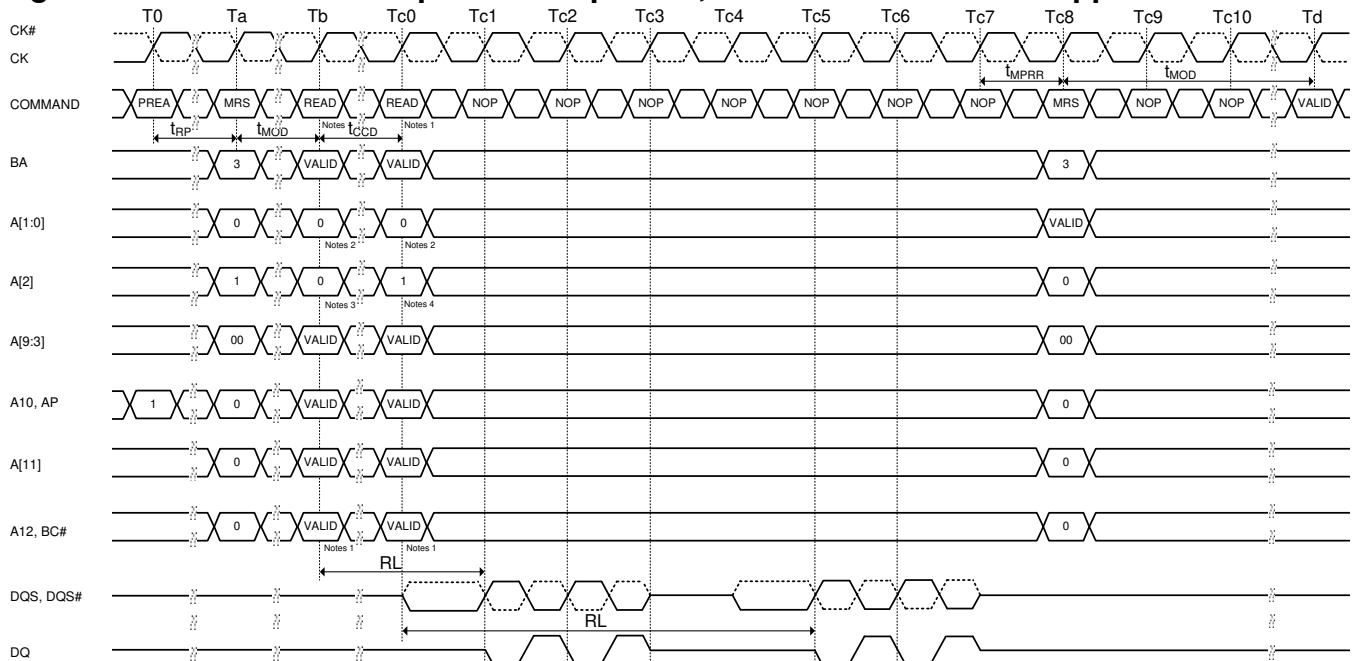 T0 Ta Tb Tc0 Tc1 Tc2 Tc3 Tc4 Tc5 Tc6 Tc7 Tc8 Tc9 Tc10 Td
CK#
CK
tMPRR tMOD
COMMAND PREA MRS READ READ NOP NOP NOP NOP NOP NOP NOP MRS NOP NOP VALID
Notes 1 Notes 1
tRP tMOD tCCD
BA 3 VALID VALID 3
A[1:0] 0 0 0 VALID
Notes 2 Notes 2
A[2] 1 0 1 0
Notes 3 Notes 4
A[9:3] 00 VALID VALID 00
A10, AP 1 0 VALID VALID 0
A[11] 0 VALID VALID 0
A12, BC# 0 VALID VALID 0
Notes 1 Notes 1
RL
DQS, DQS#
RL
DQ